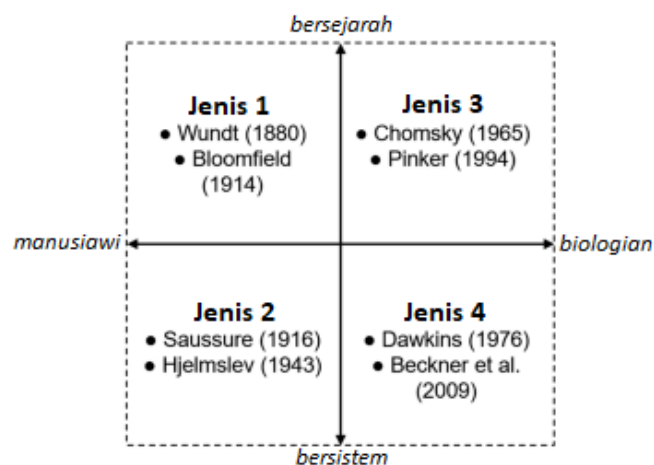 bersejarah
Jenis 1
● Wundt (1880)
● Bloomfield
(1914)
Jenis 3
● Chomsky (1965)
● Pinker (1994)
manusiawi
biologian
Jenis 2
● Saussure (1916)
● Hjelmslev (1943)
Jenis 4
● Dawkins (1976)
● Beckner et al.
(2009)
bersistem